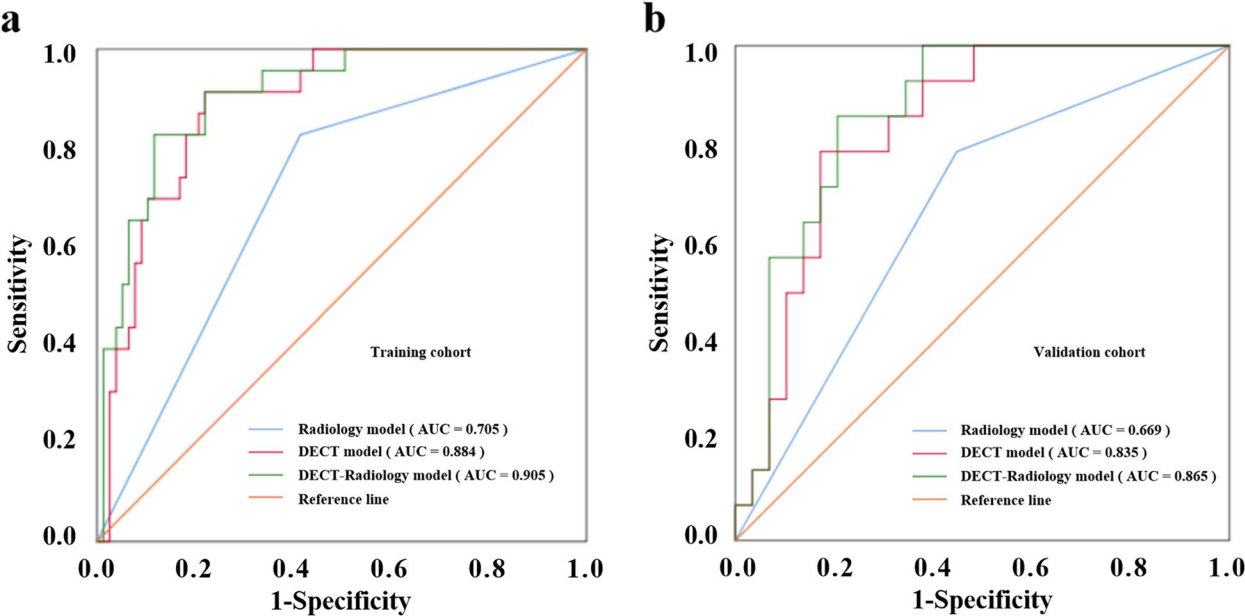 a
1.0
0.8
0.6
0.4
0.2
0.0
Sensitivity
Training cohort
Radiology model ( AUC = 0.705 )
DECT model ( AUC = 0.884 )
DECT-Radiology model ( AUC = 0.905 )
Reference line
0.0 0.2 0.4 0.6 0.8 1.0
1-Specificity
b
1.0
0.8
0.6
0.4
0.2
0.0
Sensitivity
Validation cohort
Radiology model ( AUC = 0.669 )
DECT model ( AUC = 0.835 )
DECT-Radiology model ( AUC = 0.865 )
Reference line
0.0 0.2 0.4 0.6 0.8 1.0
1-Specificity